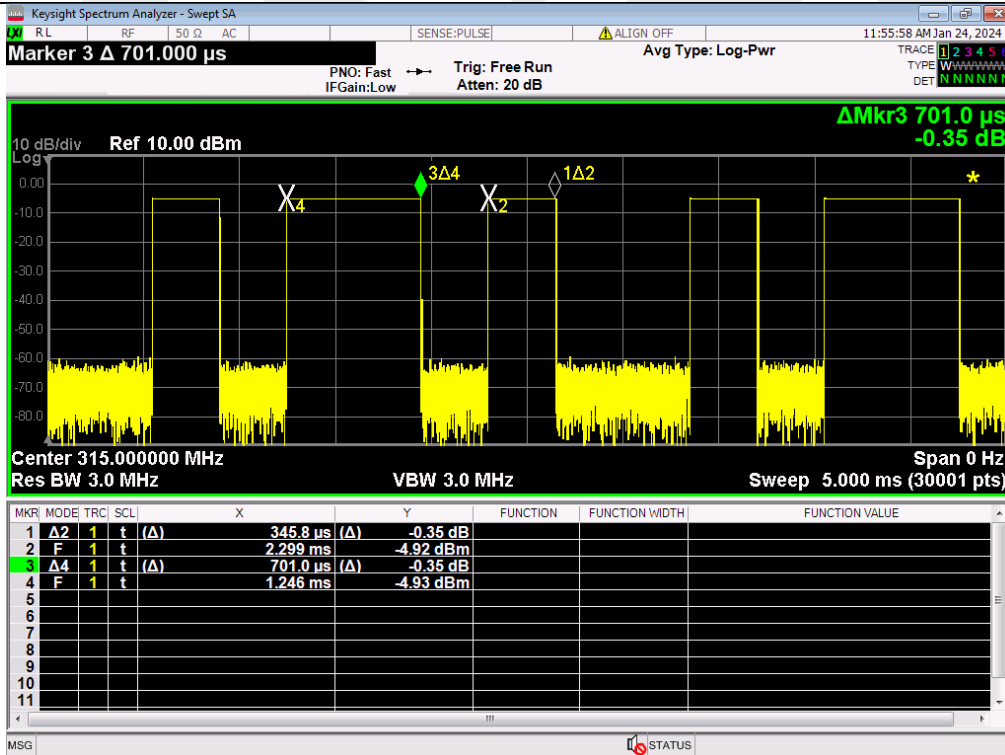 Keysight Spectrum Analyzer - Swept SA
LXI RL RF 50 Ω AC SENSE:PULSE ALIGN OFF 11:55:58 AM Jan 24, 2024
Marker 3 Δ 701.000 µs Avg Type: Log-Pwr TRACE 1 2 3 4 5 6
PNO: Fast Trig: Free Run TYPE WWWWWW
IFGain:Low Atten: 20 dB DET N N N N N N
ΔMkr3 701.0 µs
10 dB/div Ref 10.00 dBm -0.35 dB
Log
3Δ4 1Δ2
0.00 *
4 2
-10.0
-20.0
-30.0
-40.0
-50.0
-60.0
-70.0
-80.0
Center 315.000000 MHz Span 0 Hz
Res BW 3.0 MHz VBW 3.0 MHz Sweep 5.000 ms (30001 pts)
MKR MODE TRC SCL X Y FUNCTION FUNCTION WIDTH FUNCTION VALUE
1 Δ2 1 t (Δ) 345.8 µs (Δ) -0.35 dB
2 F 1 t 2.299 ms -4.92 dBm
3 Δ4 1 t (Δ) 701.0 µs (Δ) -0.35 dB
4 F 1 t 1.246 ms -4.93 dBm
5
6
7
8
9
10
11
MSG STATUS